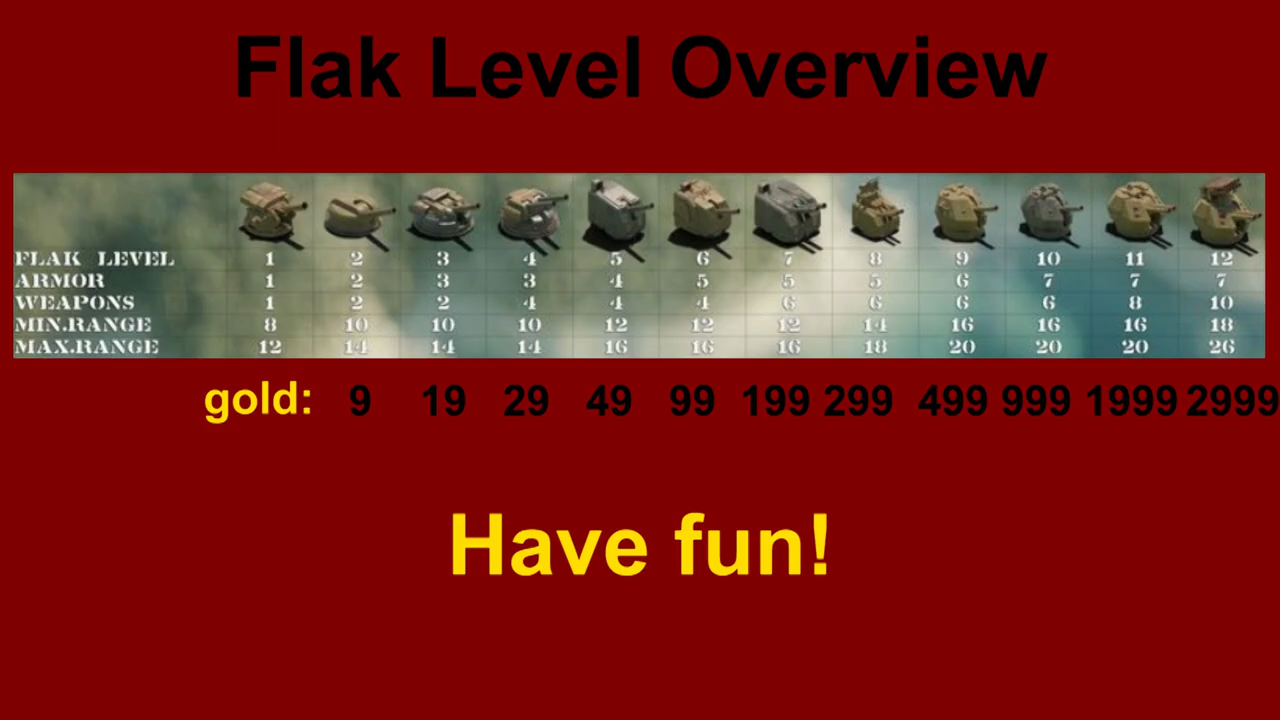 Flak Level Overview
FLAK LEVEL 1 2 3 4 5 6 7 8 9 10 11 12
ARMOR 1 2 3 3 4 5 5 5 6 7 7 7
WEAPONS 1 2 2 4 4 4 6 6 6 6 8 10
MIN.RANGE 8 10 10 10 12 12 12 14 16 16 16 18
MAX.RANGE 12 14 14 14 16 16 16 18 20 20 20 26
gold: 9 19 29 49 99 199 299 499 999 1999 2999
Have fun!